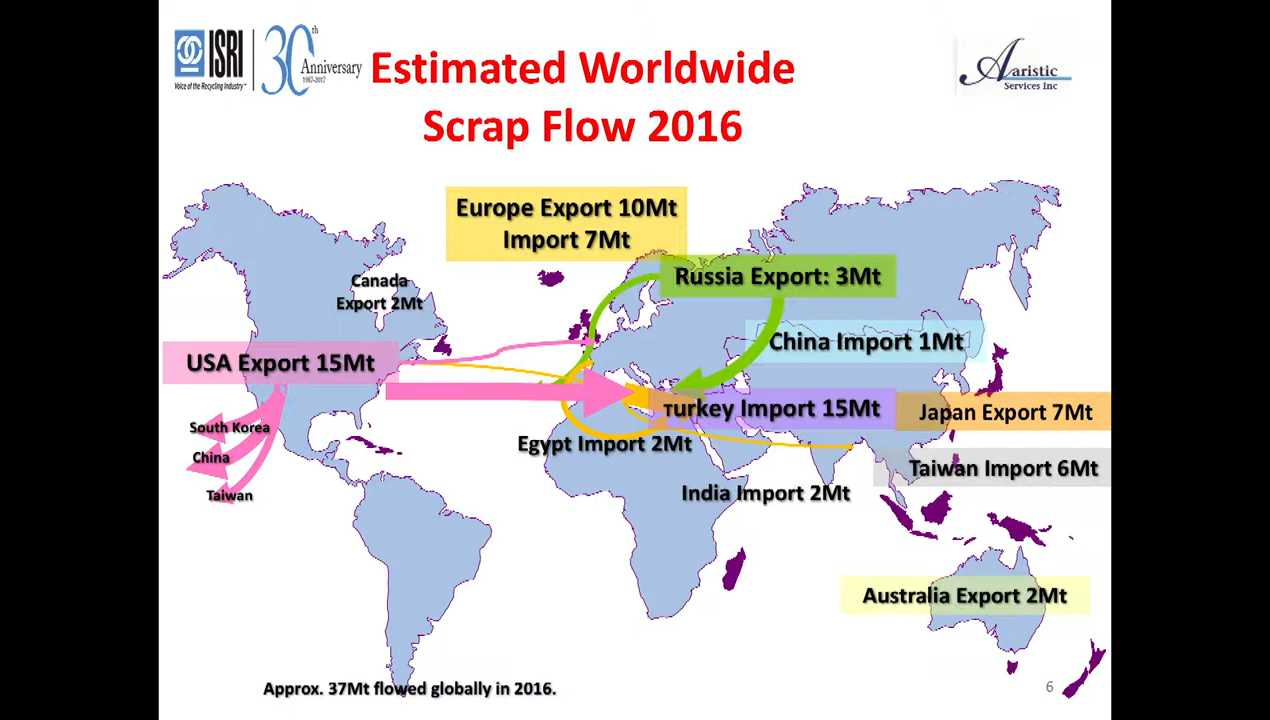 ISRI
Voice of the Recycling Industry™
30th
Anniversary
1987-2017
Estimated Worldwide
Scrap Flow 2016
Aaristic
Services Inc
Europe Export 10Mt
Import 7Mt
Russia Export: 3Mt
Canada
Export 2Mt
China Import 1Mt
USA Export 15Mt
Turkey Import 15Mt
Japan Export 7Mt
South Korea
Egypt Import 2Mt
China
Taiwan Import 6Mt
Taiwan
India Import 2Mt
Australia Export 2Mt
Approx. 37Mt flowed globally in 2016.
6